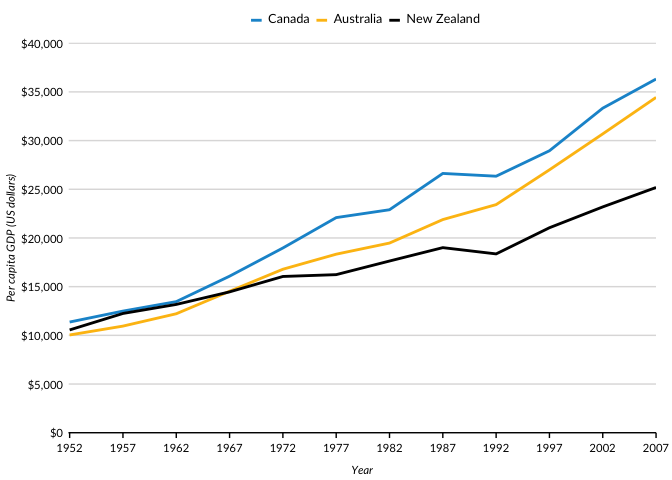 Canada Australia New Zealand
$40,000
$35,000
$30,000
$25,000
$20,000
$15,000
$10,000
$5,000
$0
Per capita GDP (US dollars)
1952 1957 1962 1967 1972 1977 1982 1987 1992 1997 2002 2007
Year